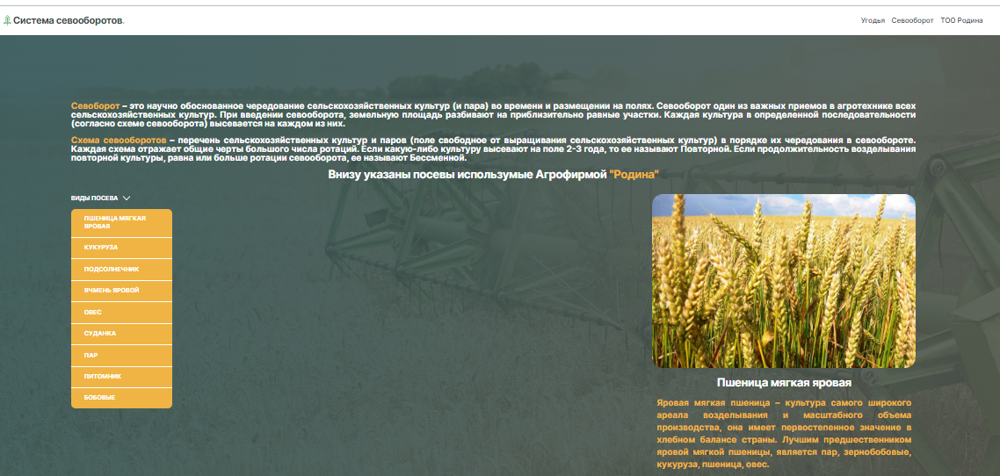 Система севооборотов.
Угодья Севооборот ТОО Родина
Севоборот – это научно обоснованное чередование сельскохозяйственных культур (и пара) во времени и размещении на полях. Севооборот один из важных приемов в агротехнике всех
сельскохозяйственных культур. При введении севооборота, земельную площадь разбивают на приблизительно равные участки. Каждая культура в определенной последовательности
(согласно схеме севооборота) высевается на каждом из них.
Схема севооборотов – перечень сельскохозяйственных культур и паров (поле свободное от выращивания сельскохозяйственных культур) в порядке их чередования в севообороте.
Каждая схема отражает общие черты большого числа ротаций. Если какую-либо культуру высевают на поле 2-3 года, то ее называют Повторной. Если продолжительность возделывания
повторной культуры, равна или больше ротации севооборота, ее называют Бессменной.
Внизу указаны посевы использумые Агрофирмой "Родина"
ВИДЫ ПОСЕВА
ПШЕНИЦА МЯГКАЯ
ЯРОВАЯ
КУКУРУЗА
ПОДСОЛНЕЧНИК
ЯЧМЕНЬ ЯРОВОЙ
ОВЕС
СУДАНКА
ПАР
ПИТОМНИК
БОБОВЫЕ
Пшеница мягкая яровая
Яровая мягкая пшеница – культура самого широкого
ареала возделывания и масштабного объема
производства, она имеет первостепенное значение в
хлебном балансе страны. Лучшим предшественником
яровой мягкой пшеницы, является пар, зернобобовые,
кукуруза, пшеница, овес.